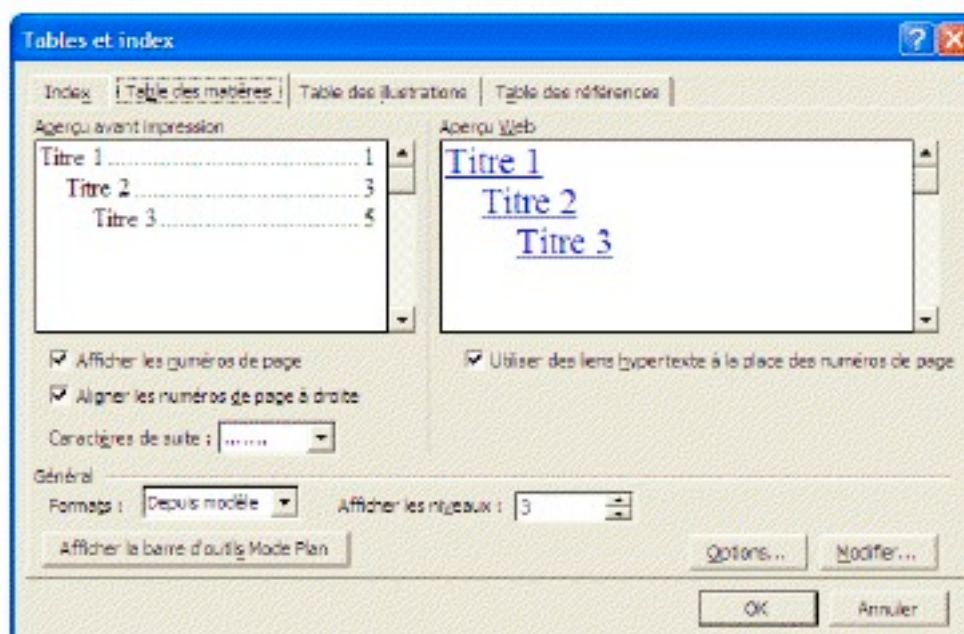 Tables et index
Index
Table des matières
Table des illustrations
Table des références
Aperçu avant impression
Titre 1 ........................................ 1
Titre 2 .................................... 3
Titre 3 ................................ 5
Aperçu Web
Titre 1
Titre 2
Titre 3
Afficher les numéros de page
Utiliser des liens hypertexte à la place des numéros de page
Aligner les numéros de page à droite
Caractères de suite : .......
Général
Formats : Depuis modèle
Afficher les niveaux : 3
Afficher la barre d'outils Mode Plan
Options...
Modifier...
OK
Annuler